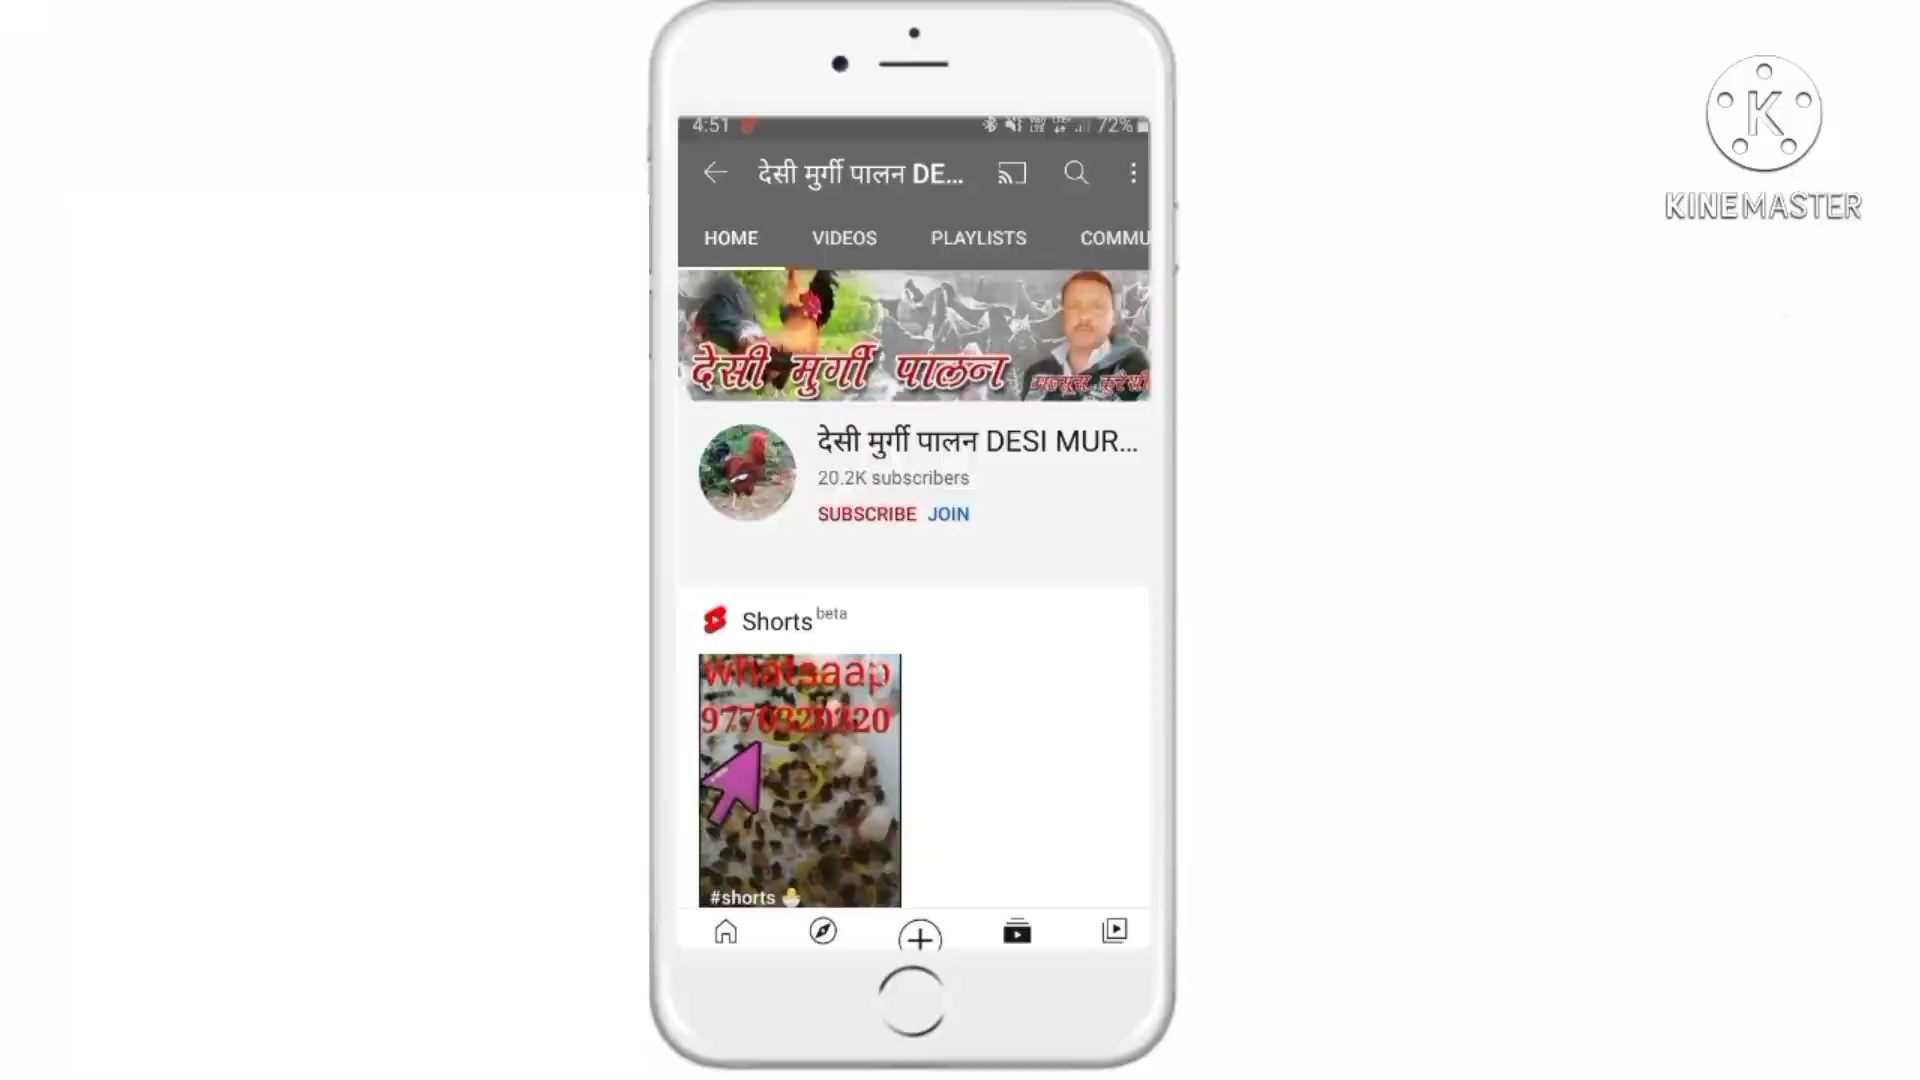 4:51 72%
देसी मुर्गी पालन DE...
HOME VIDEOS PLAYLISTS COMMU
देसी मुर्गी पालन
देसी मुर्गी पालन DESI MUR...
20.2K subscribers
SUBSCRIBE JOIN
Shorts beta
whatsaap
9770320320
#shorts
K
KINEMASTER